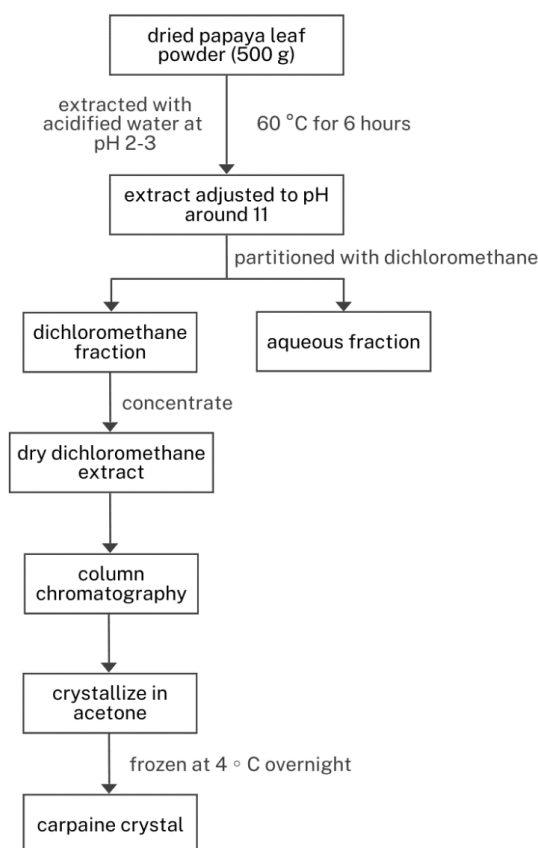 dried papaya leaf
powder (500 g)
extracted with
acidified water at
pH 2-3
60 °C for 6 hours
extract adjusted to pH
around 11
partitioned with dichloromethane
dichloromethane
fraction
aqueous fraction
concentrate
dry dichloromethane
extract
column
chromatography
crystallize in
acetone
frozen at 4 ° C overnight
carpaine crystal